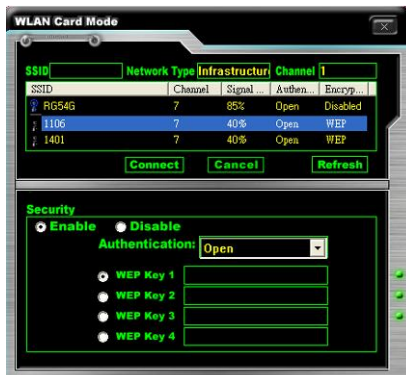 WLAN Card Mode
SSID Network Type Infrastructur Channel 1
SSID Channel Signal ... Authen... Encryp...
RG54G 7 85% Open Disabled
1106 7 40% Open WEP
1401 7 40% Open WEP
Connect Cancel Refresh
Security
Enable Disable
Authentication: Open
WEP Key 1
WEP Key 2
WEP Key 3
WEP Key 4